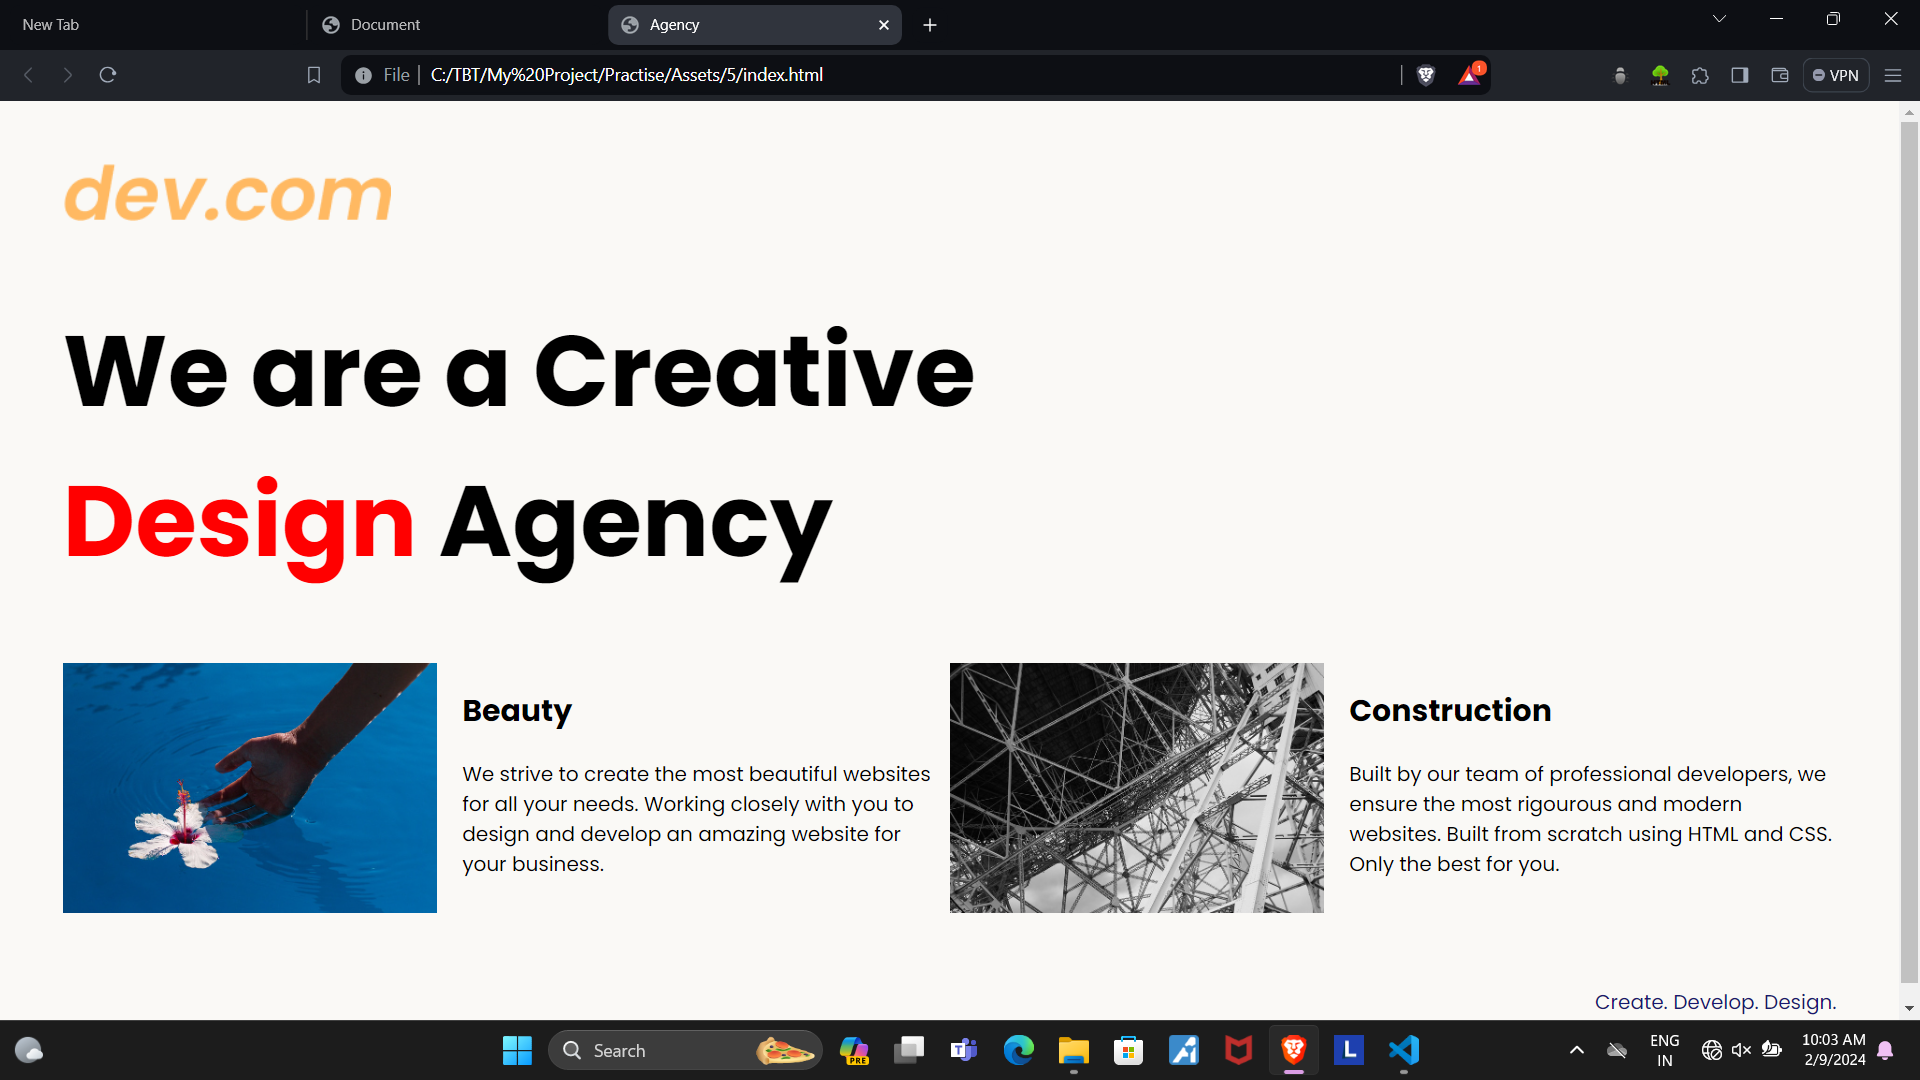 New Tab
Document
Agency
File
C:/TBT/My%20Project/Practise/Assets/5/index.html
1
VPN
dev.com
We are a Creative
Design Agency
Beauty
We strive to create the most beautiful websites
for all your needs. Working closely with you to
design and develop an amazing website for
your business.
Construction
Built by our team of professional developers, we
ensure the most rigourous and modern
websites. Built from scratch using HTML and CSS.
Only the best for you.
Create. Develop. Design.
Search
PRE
T
L
ENG
IN
10:03 AM
2/9/2024